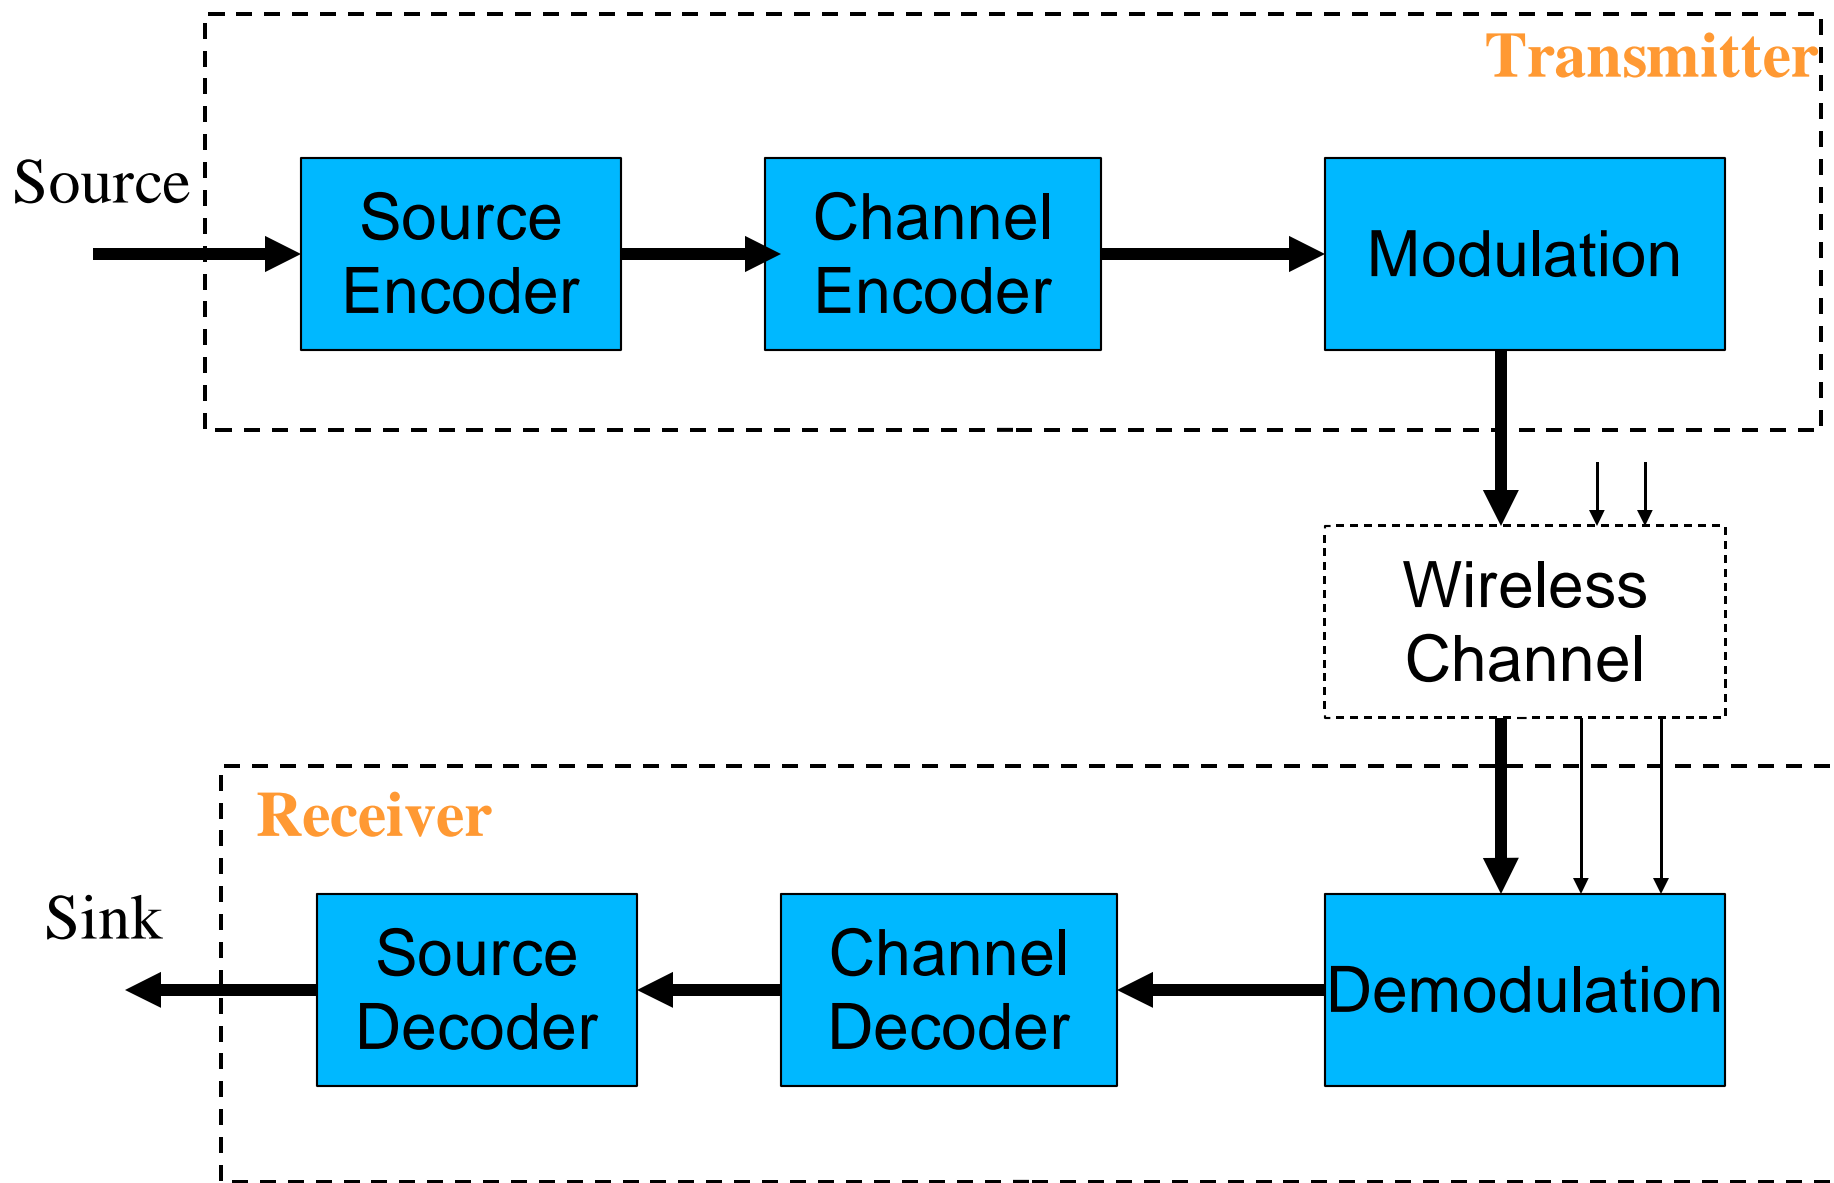 Transmitter
Source
Source
Encoder
Channel
Encoder
Modulation
Wireless
Channel
Receiver
Sink
Source
Decoder
Channel
Decoder
Demodulation